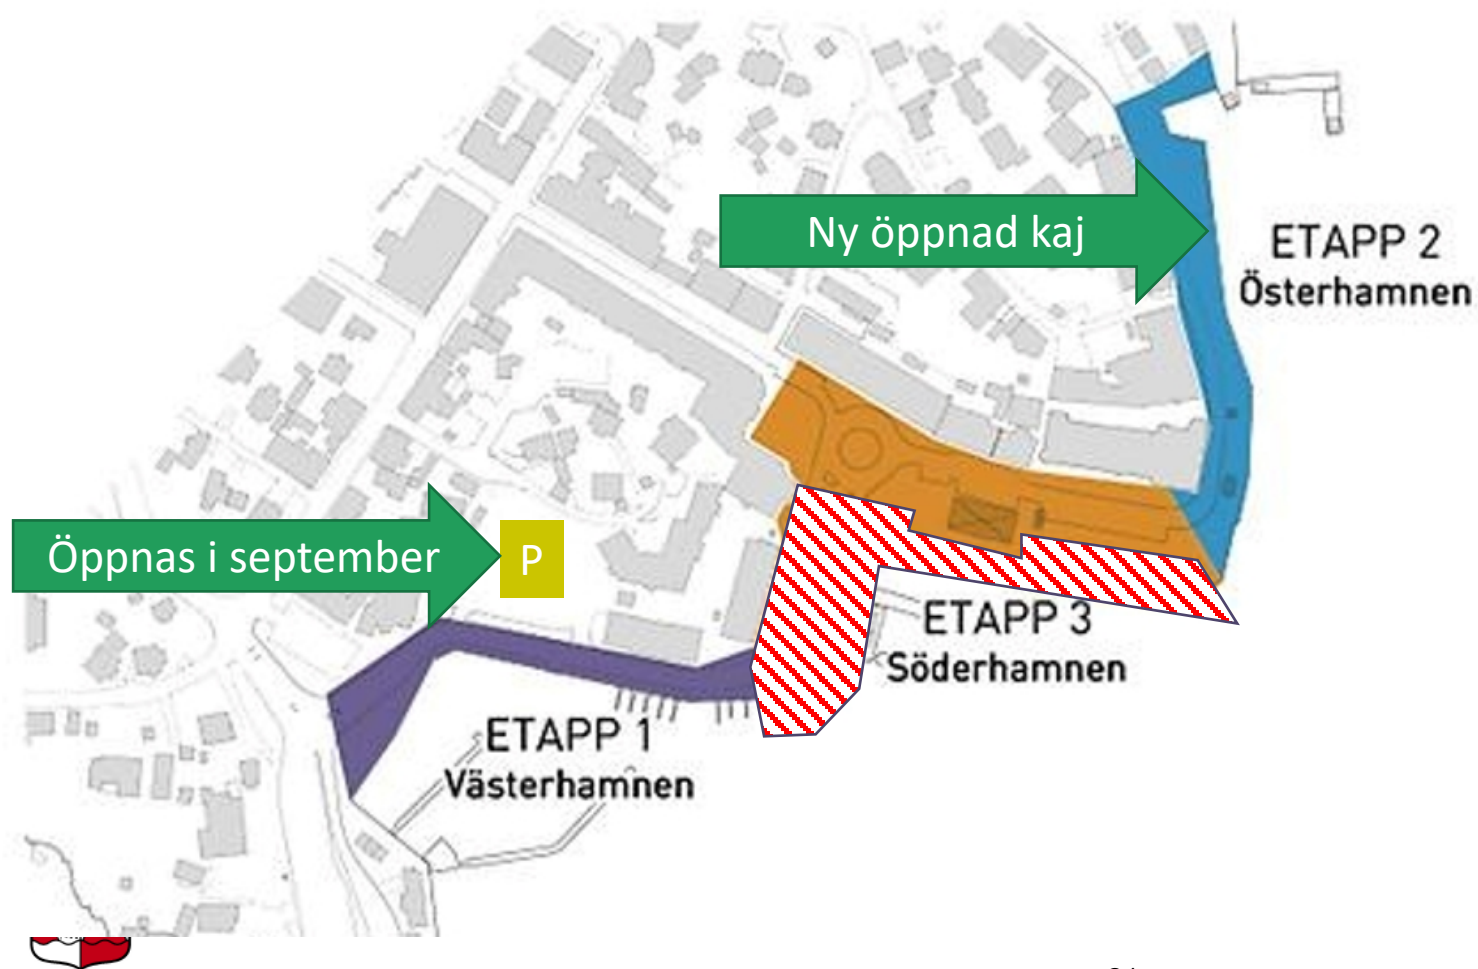 Ny öppnad kaj
ETAPP 2
Österhamnen
Öppnas i september
P
ETAPP 3
Söderhamnen
ETAPP 1
Västerhamnen